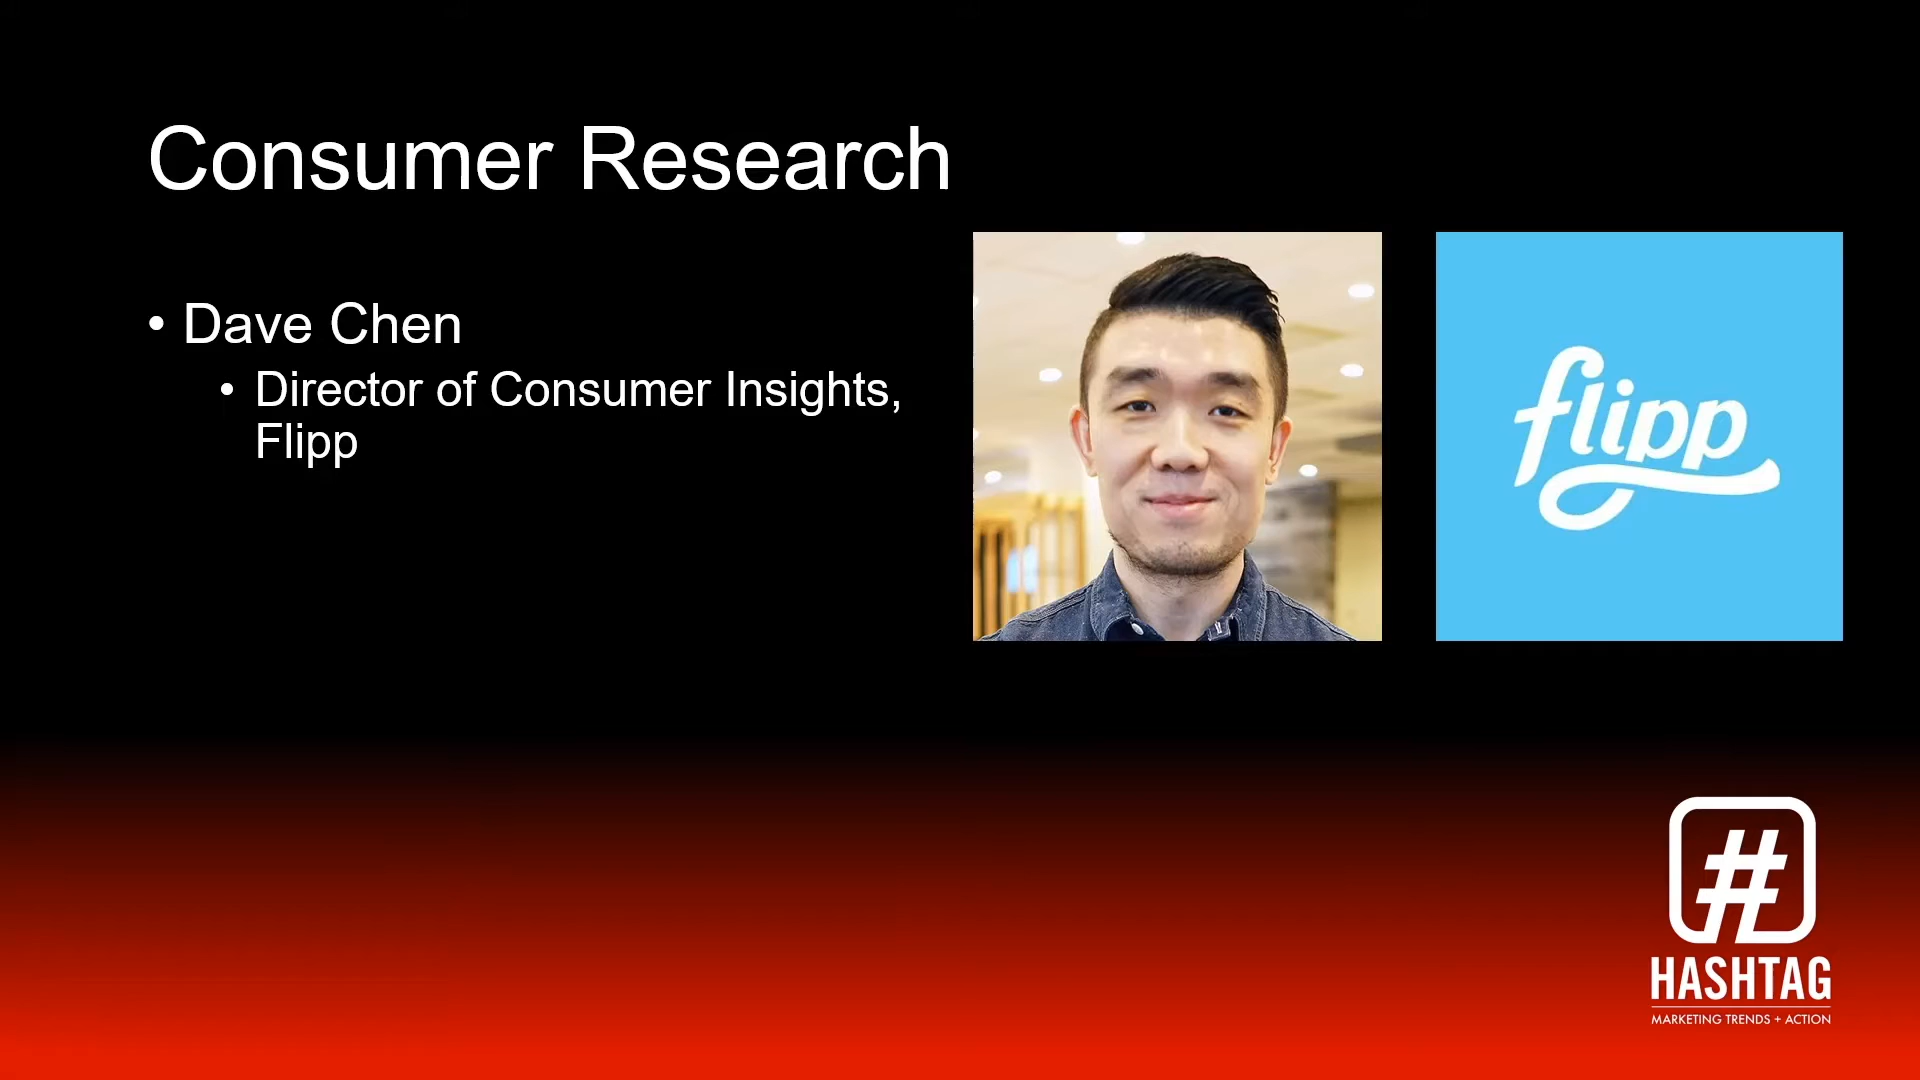 Consumer Research
• Dave Chen
• Director of Consumer Insights,
Flipp
flipp
#
HASHTAG
MARKETING TRENDS + ACTION